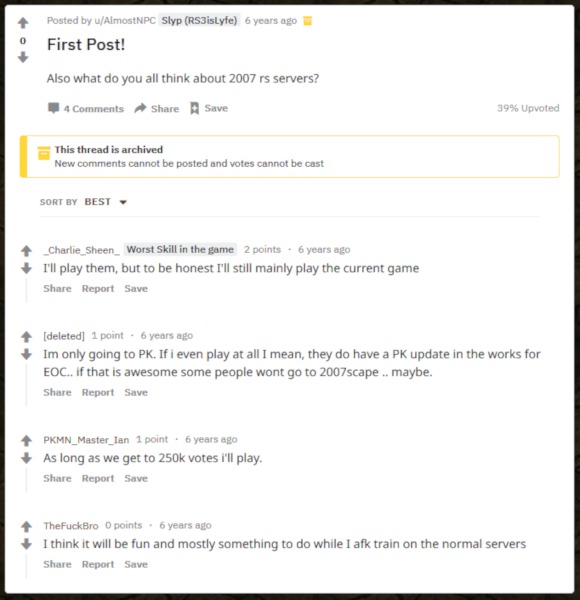 Posted by u/AlmostNPC Slyp (RS3isLyfe) 6 years ago
0
First Post!
Also what do you all think about 2007 rs servers?
4 Comments Share Save 39% Upvoted
This thread is archived
New comments cannot be posted and votes cannot be cast
SORT BY BEST
_Charlie_Sheen_ Worst Skill in the game 2 points · 6 years ago
I'll play them, but to be honest I'll still mainly play the current game
Share Report Save
[deleted] 1 point · 6 years ago
Im only going to PK. If i even play at all I mean, they do have a PK update in the works for
EOC.. if that is awesome some people wont go to 2007scape .. maybe.
Share Report Save
PKMN_Master_Ian 1 point · 6 years ago
As long as we get to 250k votes i'll play.
Share Report Save
TheFuckBro 0 points · 6 years ago
I think it will be fun and mostly something to do while I afk train on the normal servers
Share Report Save